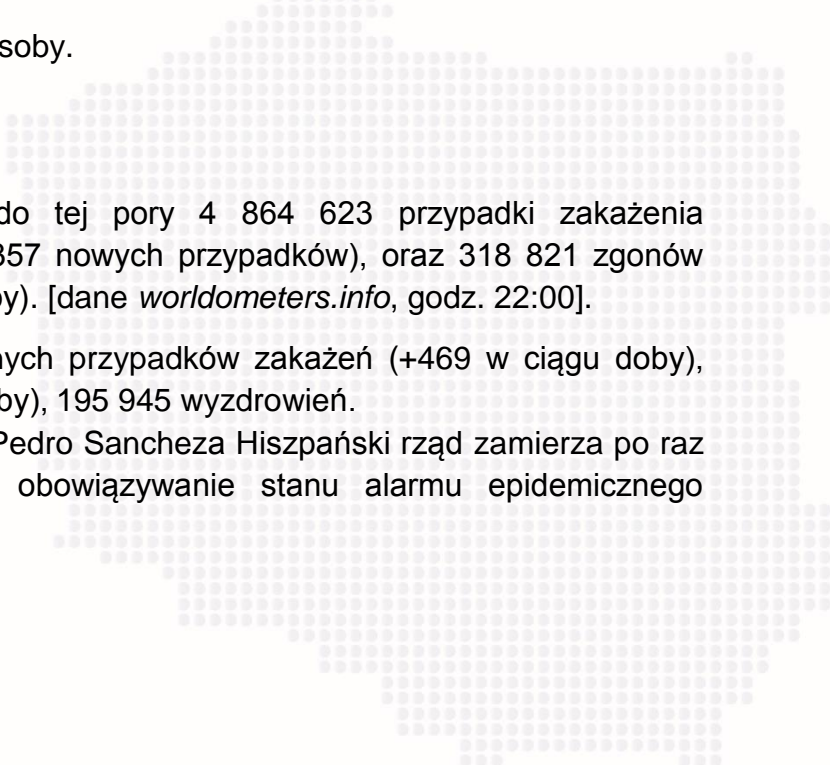 soby.
do tej pory 4 864 623 przypadki zakażenia
357 nowych przypadków), oraz 318 821 zgonów
by). [dane worldometers.info, godz. 22:00].
nych przypadków zakażeń (+469 w ciągu doby),
by), 195 945 wyzdrowień.
Pedro Sancheza Hiszpański rząd zamierza po raz
obowiązywanie stanu alarmu epidemicznego